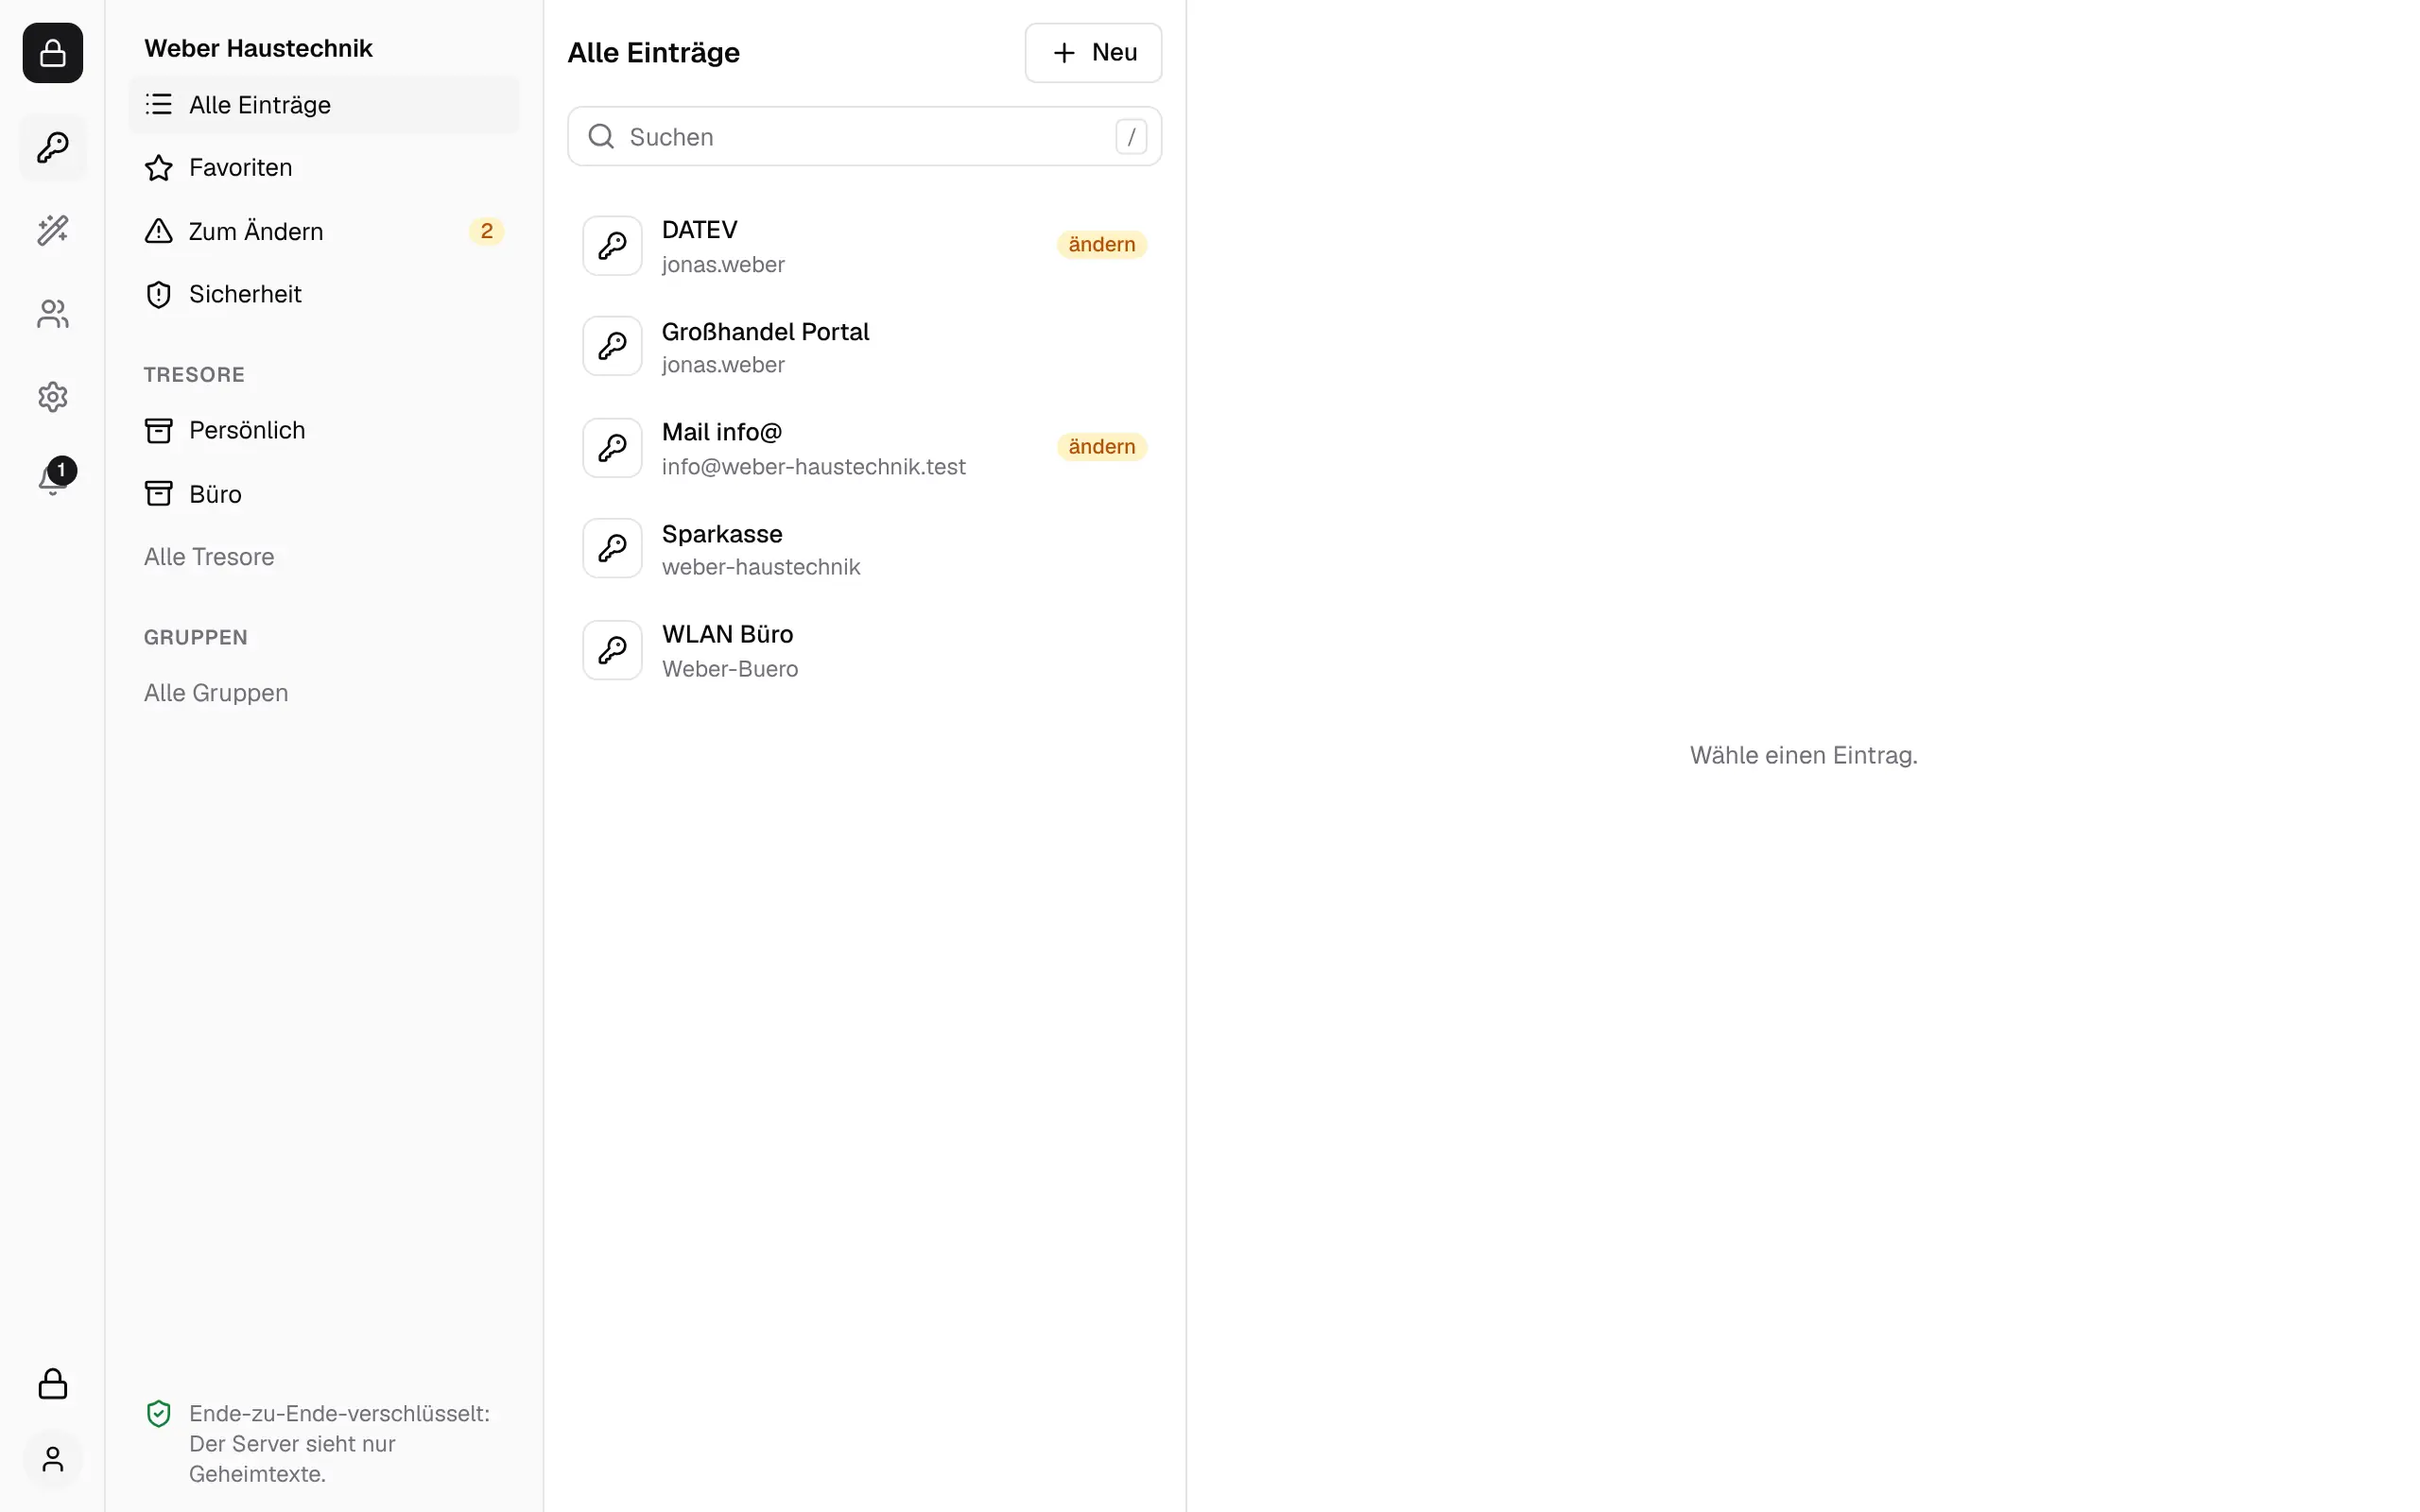 Weber Haustechnik
Alle Einträge
Favoriten
Zum Ändern 2
Sicherheit
TRESORE
Persönlich
Büro
Alle Tresore
GRUPPEN
Alle Gruppen
1
Ende-zu-Ende-verschlüsselt:
Der Server sieht nur
Geheimtexte.
Alle Einträge
Neu
Suchen /
DATEV
jonas.weber
ändern
Großhandel Portal
jonas.weber
Mail info@
info@weber-haustechnik.test
ändern
Sparkasse
weber-haustechnik
WLAN Büro
Weber-Buero
Wähle einen Eintrag.